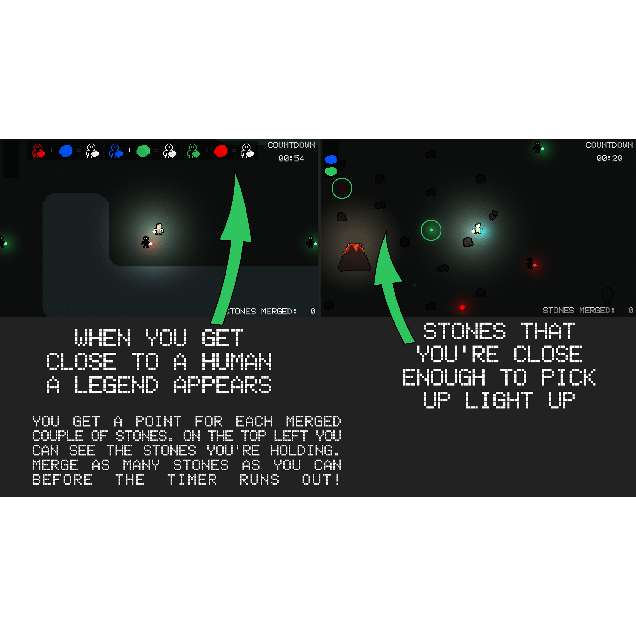 COUNTDOWN
00:54
STONES MERGED: 0
COUNTDOWN
00:20
STONES MERGED: 0
WHEN YOU GET
CLOSE TO A HUMAN
A LEGEND APPEARS
STONES THAT
YOU'RE CLOSE
ENOUGH TO PICK
UP LIGHT UP
YOU GET A POINT FOR EACH MERGED
COUPLE OF STONES. ON THE TOP LEFT YOU
CAN SEE THE STONES YOU'RE HOLDING.
MERGE AS MANY STONES AS YOU CAN
BEFORE THE TIMER RUNS OUT!